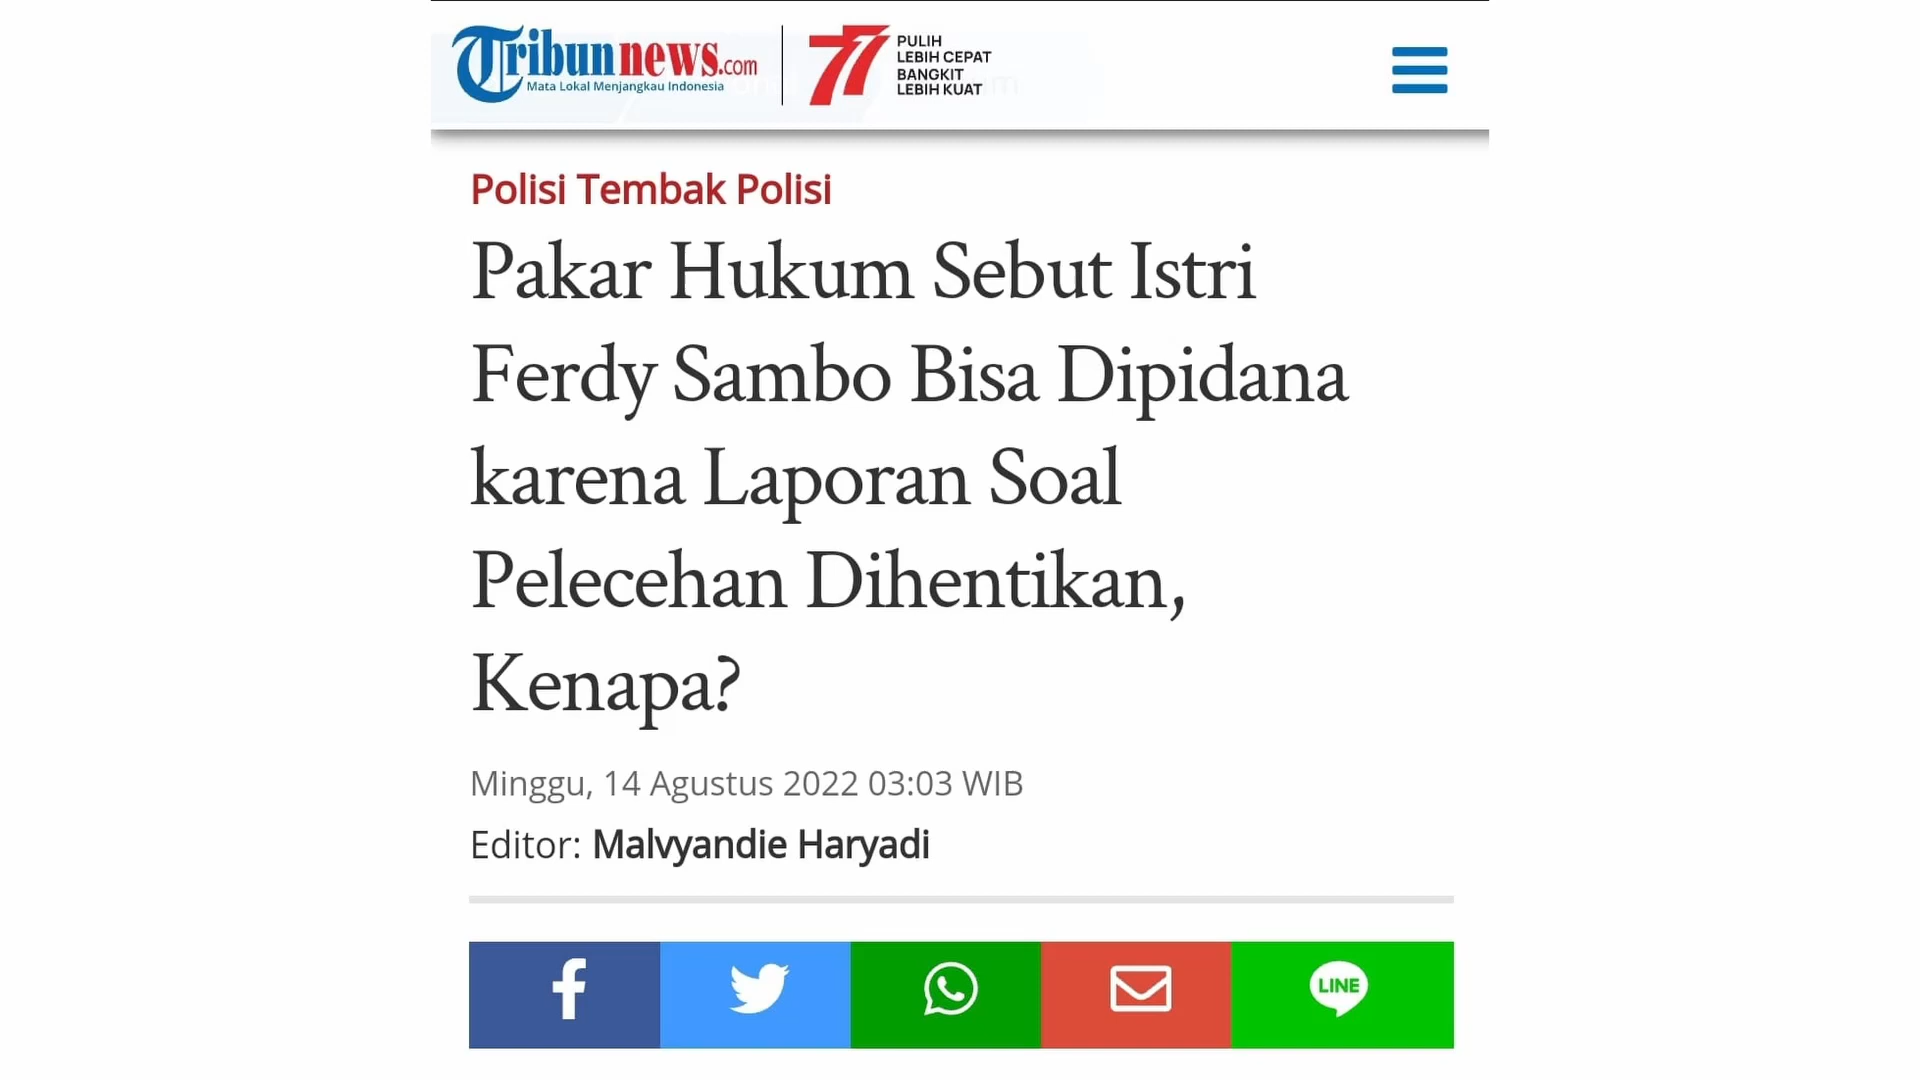 Tribunnews.com
Mata Lokal Menjangkau Indonesia
77
PULIH
LEBIH CEPAT
BANGKIT
LEBIH KUAT
Polisi Tembak Polisi
Pakar Hukum Sebut Istri
Ferdy Sambo Bisa Dipidana
karena Laporan Soal
Pelecehan Dihentikan,
Kenapa?
Minggu, 14 Agustus 2022 03:03 WIB
Editor: Malvyandie Haryadi
LINE